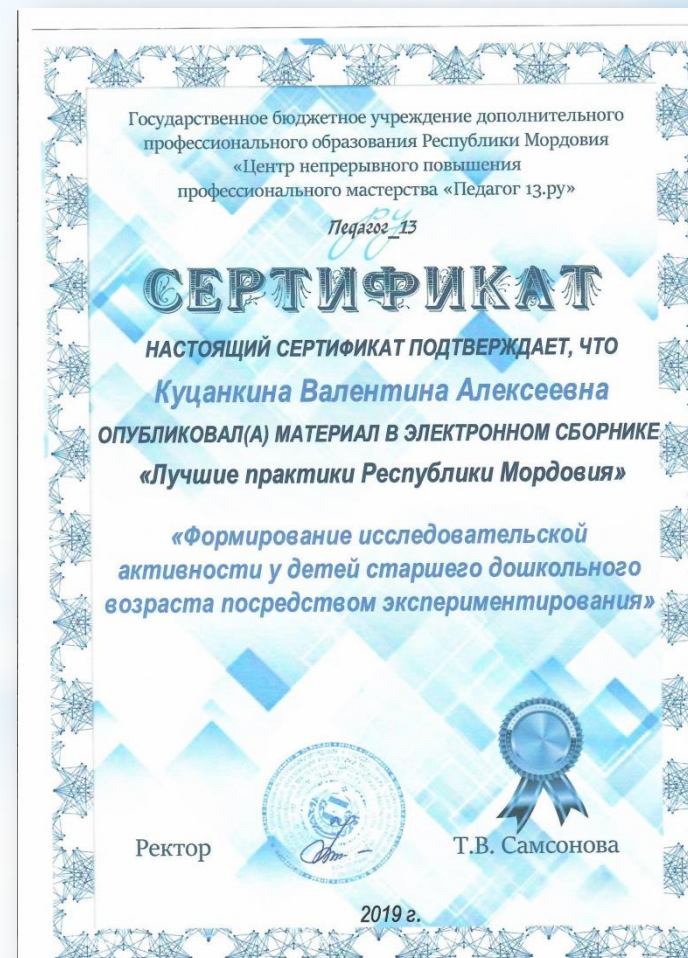 Государственное бюджетное учреждение дополнительного
профессионального образования Республики Мордовия
«Центр непрерывного повышения
профессионального мастерства «Педагог 13.ру»
Педагог_13
ру
СЕРТИФИКАТ
НАСТОЯЩИЙ СЕРТИФИКАТ ПОДТВЕРЖДАЕТ, ЧТО
Куцанкина Валентина Алексеевна
ОПУБЛИКОВАЛ(А) МАТЕРИАЛ В ЭЛЕКТРОННОМ СБОРНИКЕ
«Лучшие практики Республики Мордовия»
«Формирование исследовательской
активности у детей старшего дошкольного
возраста посредством экспериментирования»
Ректор
Т.В. Самсонова
2019 г.